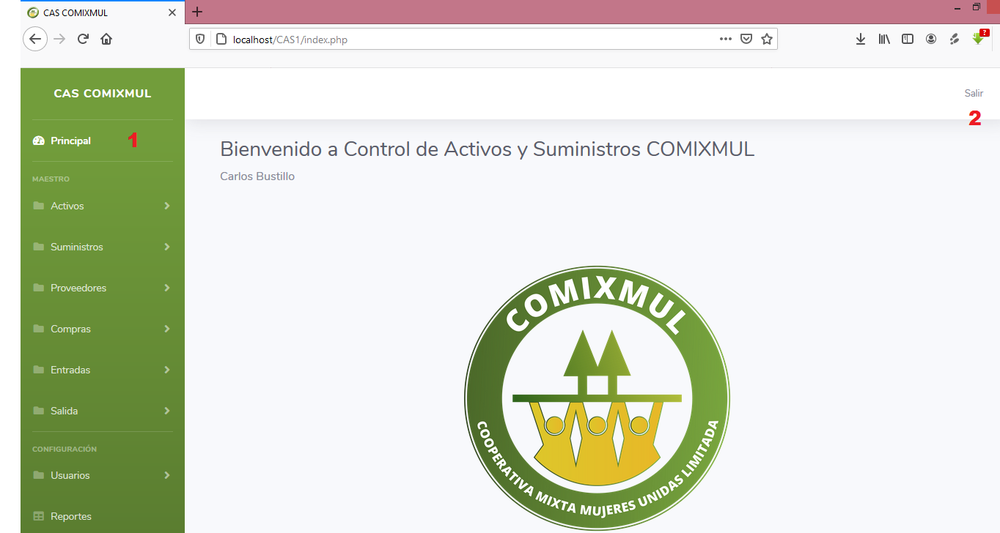 CAS COMIXMUL
localhost/CAS1/index.php
?
CAS COMIXMUL
Salir
2
Principal
1
Bienvenido a Control de Activos y Suministros COMIXMUL
Carlos Bustillo
MAESTRO
Activos
Suministros
Proveedores
Compras
Entradas
Salida
CONFIGURACIÓN
Usuarios
Reportes
COMIXMUL
COOPERATIVA MIXTA MUJERES UNIDAS LIMITADA